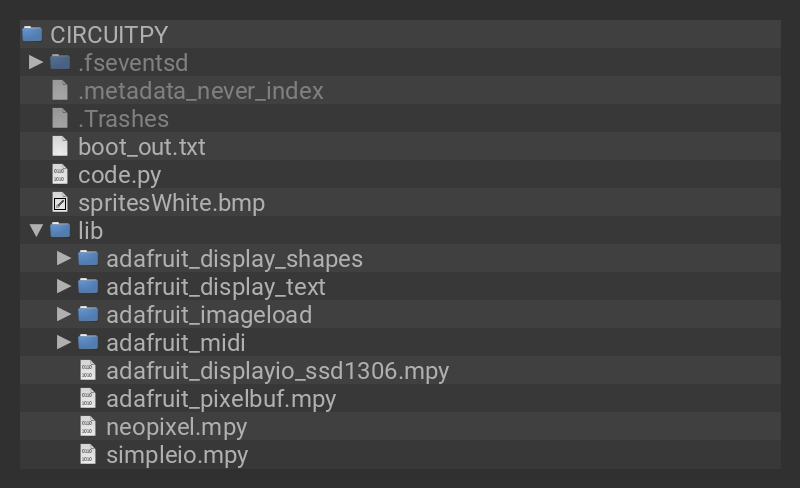 CIRCUITPY
.fseventsd
.metadata_never_index
.Trashes
boot_out.txt
code.py
spritesWhite.bmp
lib
adafruit_display_shapes
adafruit_display_text
adafruit_imageload
adafruit_midi
adafruit_displayio_ssd1306.mpy
adafruit_pixelbuf.mpy
neopixel.mpy
simpleio.mpy